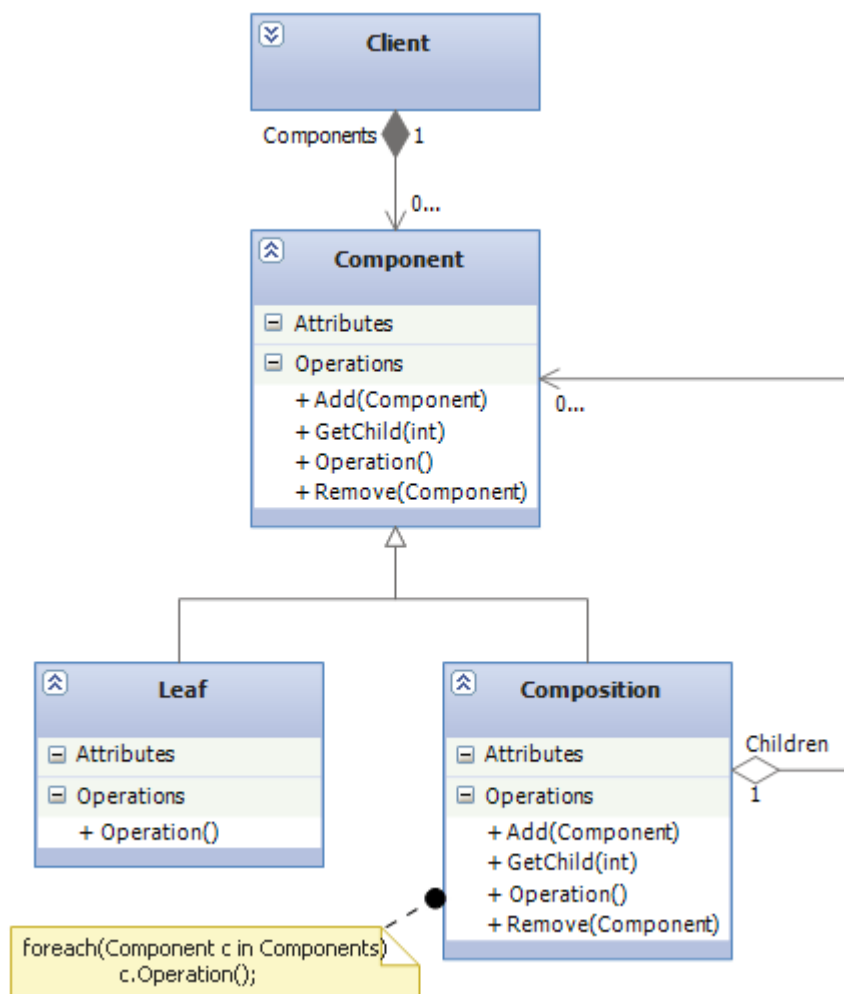 Client
Components
1
0...
Component
Attributes
Operations
+ Add(Component)
+ GetChild(int)
+ Operation()
+ Remove(Component)
0...
Leaf
Attributes
Operations
+ Operation()
Composition
Attributes
Operations
+ Add(Component)
+ GetChild(int)
+ Operation()
+ Remove(Component)
Children
1
foreach(Component c in Components)
c.Operation();